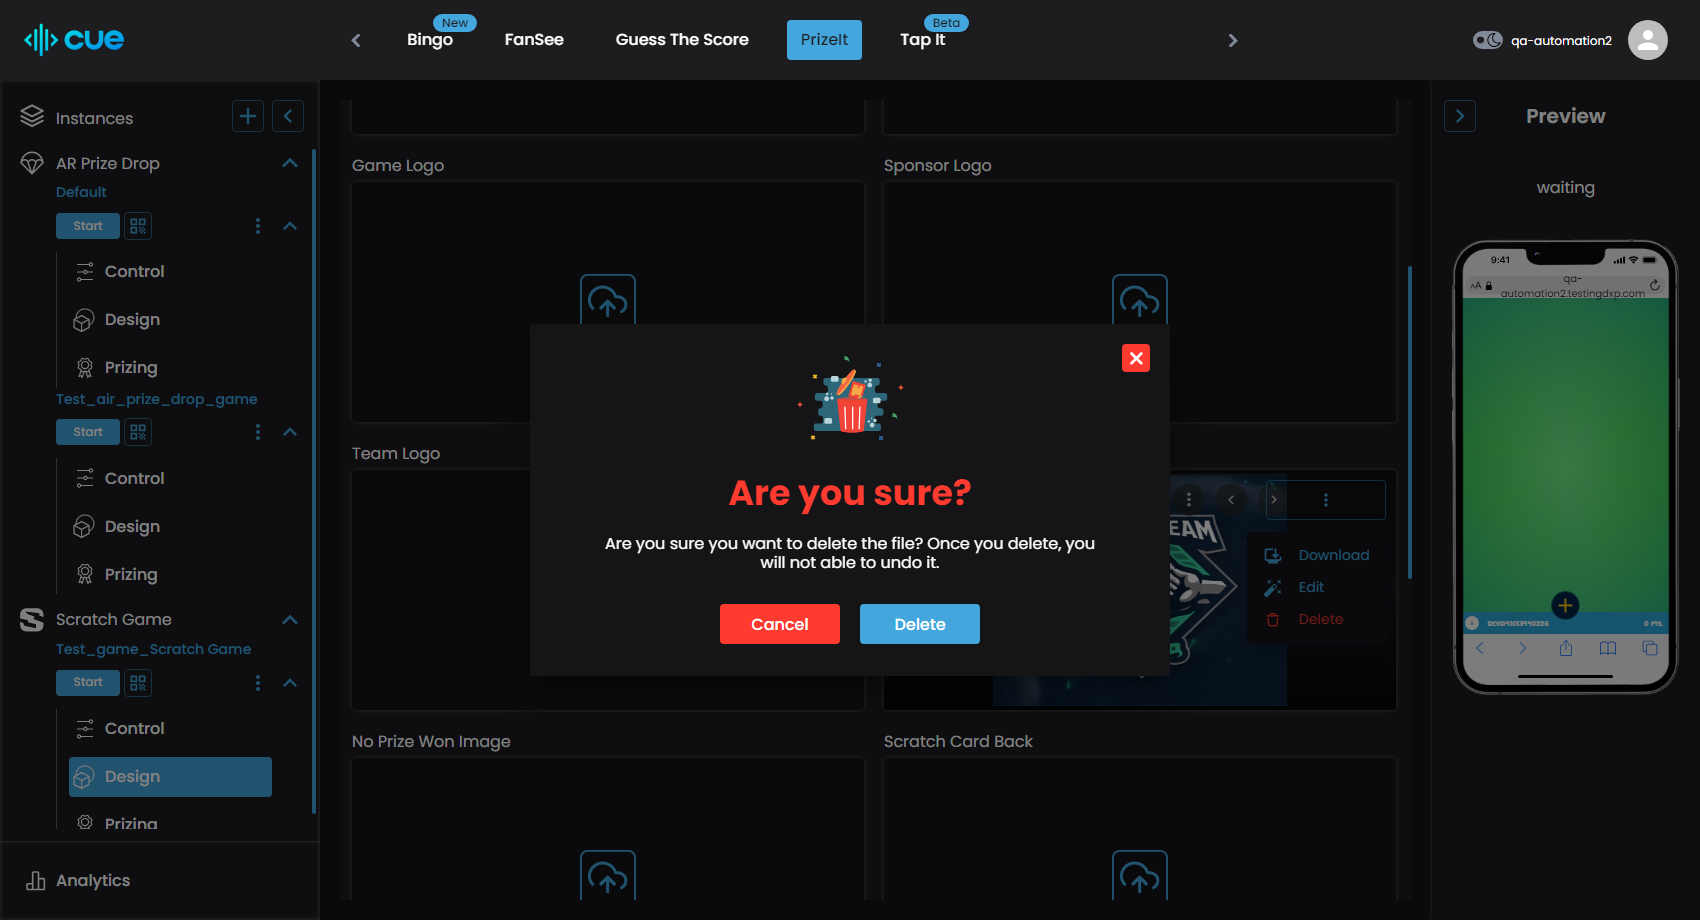 cue
Bingo
New
FanSee
Guess The Score
PrizeIt
Tap It
Beta
qa-automation2
Instances
AR Prize Drop
Default
Start
Control
Design
Prizing
Test_air_prize_drop_game
Start
Control
Design
Prizing
Scratch Game
Test_game_Scratch Game
Start
Control
Design
Prizing
Analytics
Game Logo
Sponsor Logo
Team Logo
EAM
Download
Edit
Delete
No Prize Won Image
Scratch Card Back
Are you sure?
Are you sure you want to delete the file? Once you delete, you
will not able to undo it.
Cancel
Delete
Preview
waiting
9:41
AA
qa-
automation2.testingdxp.com
0 PTS.